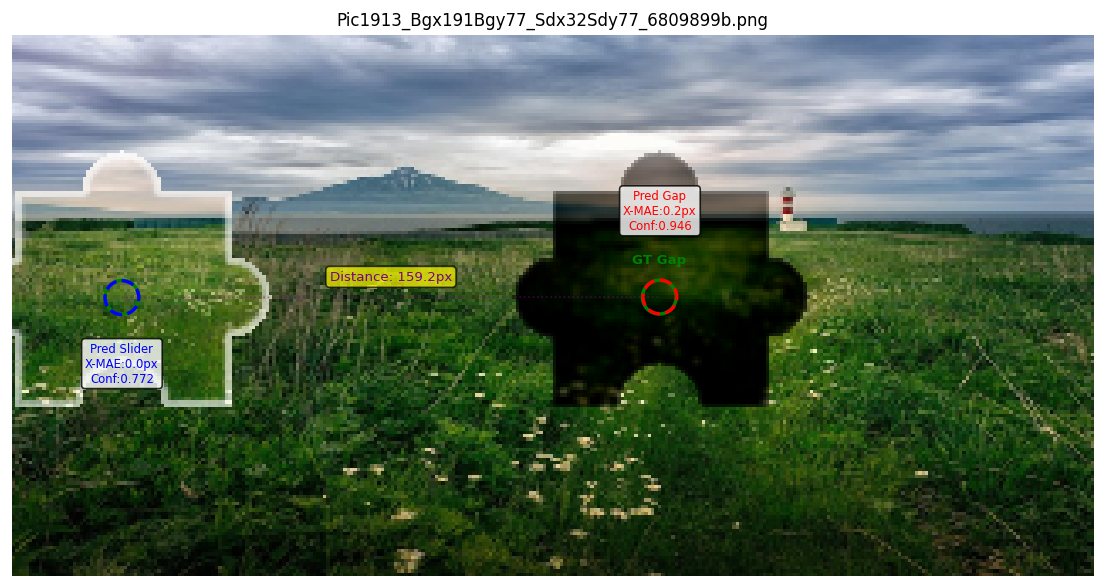 Pic1913_Bgx191Bgy77_Sdx32Sdy77_6809899b.png
Pred Gap
X-MAE:0.2px
Conf:0.946
GT Gap
Distance: 159.2px
Pred Slider
X-MAE:0.0px
Conf:0.772